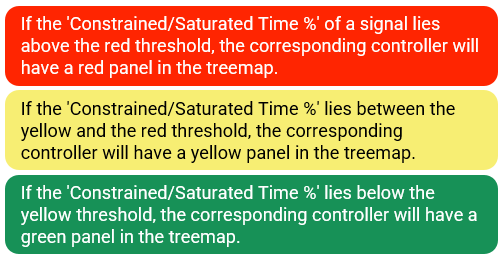 If the 'Constrained/Saturated Time %' of a signal lies
above the red threshold, the corresponding controller will
have a red panel in the treemap.
If the 'Constrained/Saturated Time %' lies between the
yellow and the red threshold, the corresponding
controller will have a yellow panel in the treemap.
If the 'Constrained/Saturated Time %' lies below the
yellow threshold, the corresponding controller will have a
green panel in the treemap.